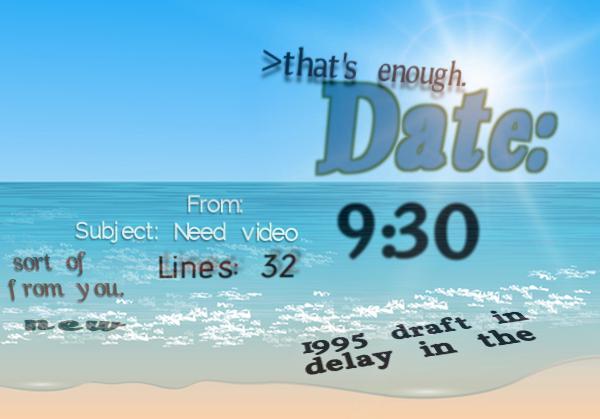 >that's enough.
Date:
From:
Subject: Need video
9:30
Lines: 32
sort of
from you.
new
1995 draft in
delay in the